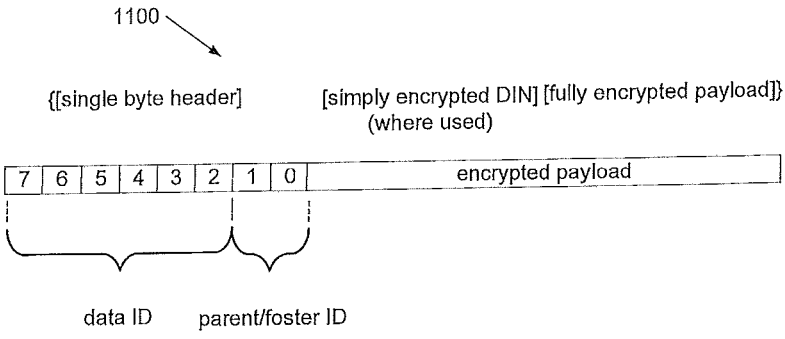 1100
{[single byte header] [simply encrypted DIN] [fully encrypted payload]}
(where used)
7 6 5 4 3 2 1 0 encrypted payload
data ID parent/foster ID